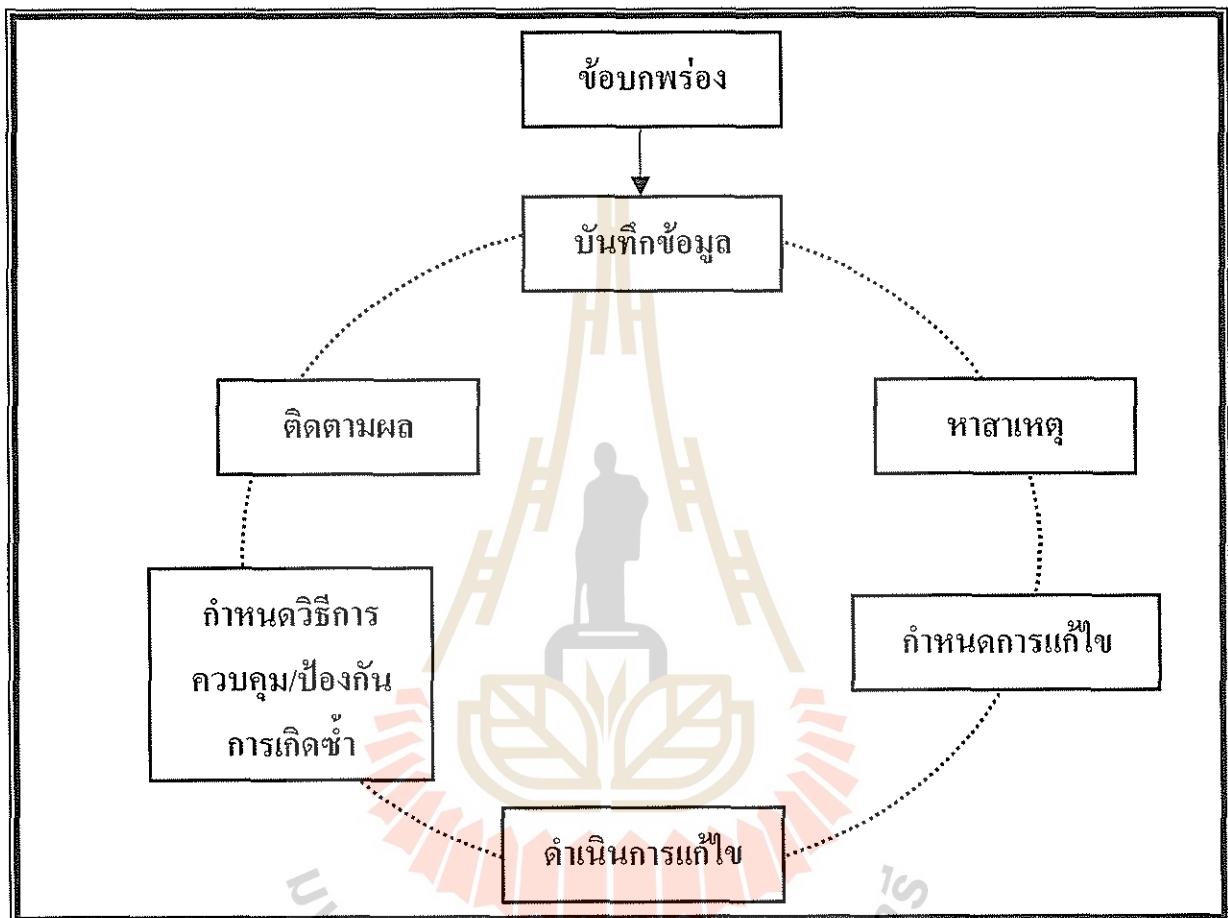 ข้อบกพร่อง
บันทึกข้อมูล
ติดตามผล
หาสาเหตุ
กำหนดวิธีการ
ควบคุม/ป้องกัน
การเกิดซ้ำ
กำหนดการแก้ไข
ดำเนินการแก้ไข